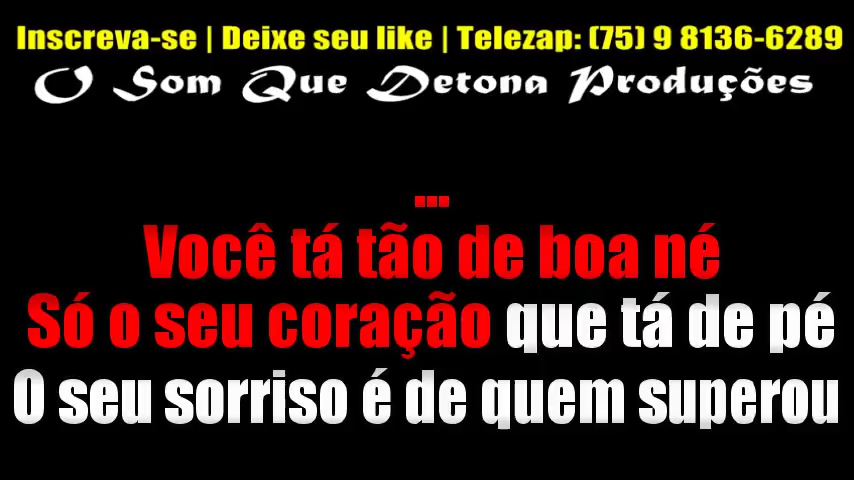 Inscreva-se | Deixe seu like | Telezap: (75) 9 8136-6289
O Som Que Detona Produções
...
Você tá tão de boa né
Só o seu coração que tá de pé
O seu sorriso é de quem superou